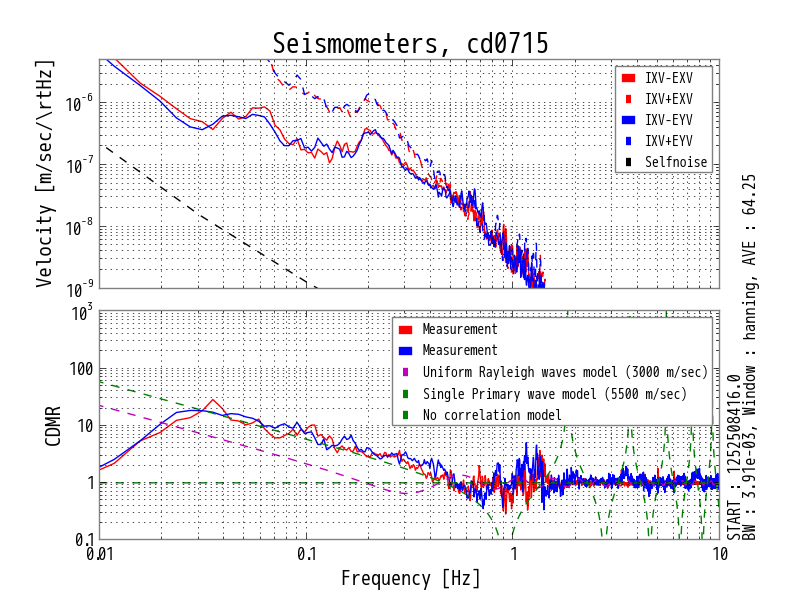 Seismometers, cd0715
Velocity [m/sec/\rtHz]
10^-6
10^-7
10^-8
10^-9
IXV-EXV
IXV+EXV
IXV-EYV
IXV+EYV
Selfnoise
CDMR
10^3
100
10
1
0.1
Measurement
Measurement
Uniform Rayleigh waves model (3000 m/sec)
Single Primary wave model (5500 m/sec)
No correlation model
0.01
0.1
1
10
Frequency [Hz]
START : 1252508416.0
BW : 3.91e-03, Window : hanning, AVE : 64.25